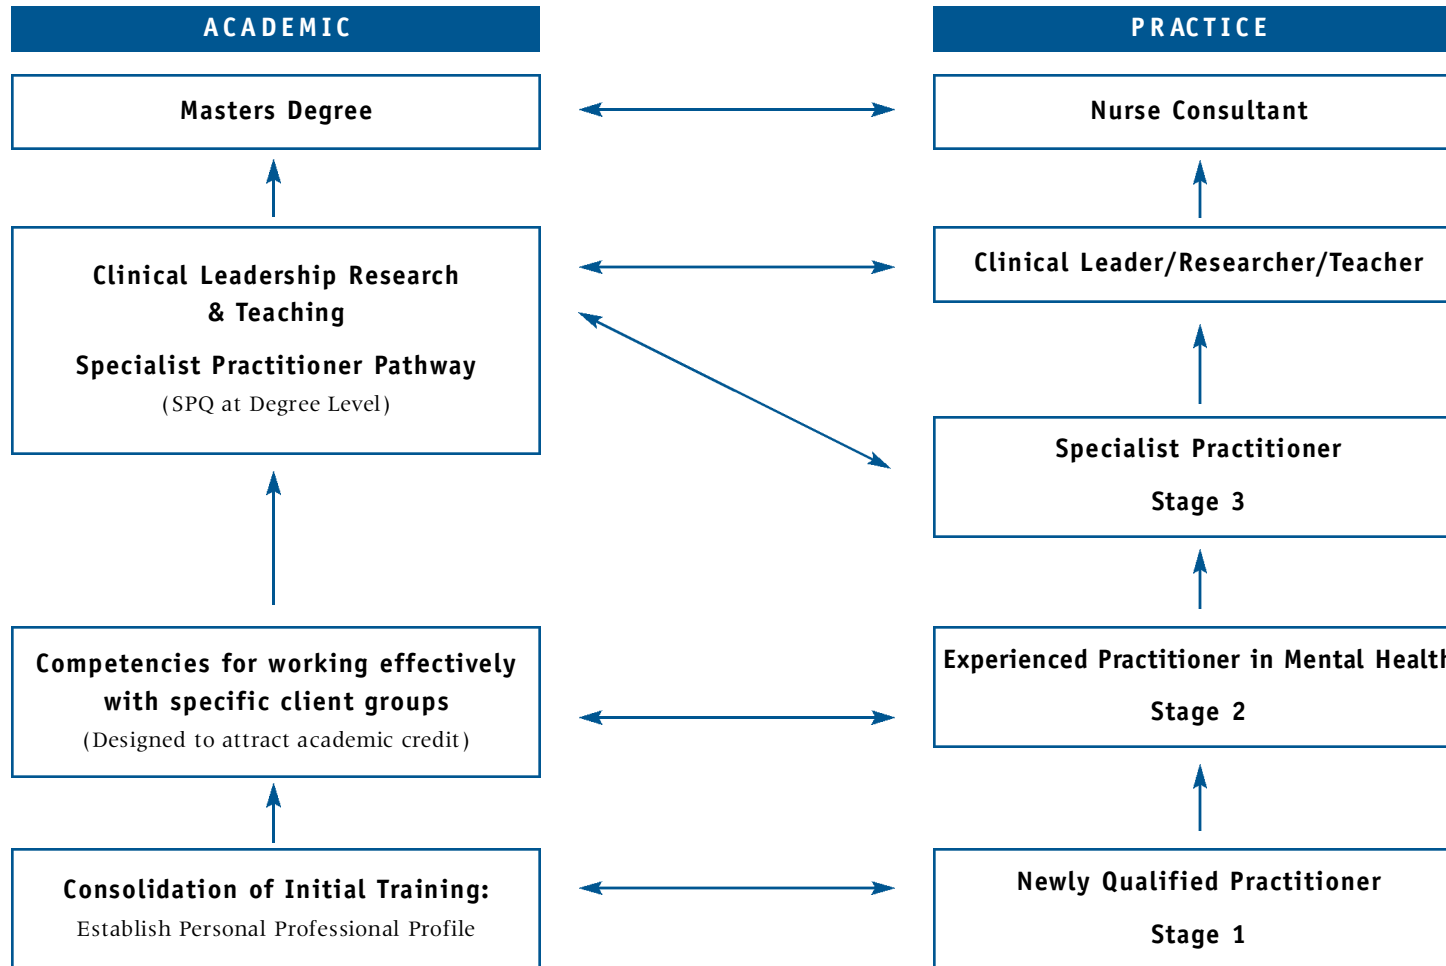 ACADEMIC
PRACTICE
Masters Degree
Nurse Consultant
Clinical Leadership Research
& Teaching
Specialist Practitioner Pathway
(SPQ at Degree Level)
Clinical Leader/Researcher/Teacher
Specialist Practitioner
Stage 3
Competencies for working effectively
with specific client groups
(Designed to attract academic credit)
Experienced Practitioner in Mental Health
Stage 2
Consolidation of Initial Training:
Establish Personal Professional Profile
Newly Qualified Practitioner
Stage 1